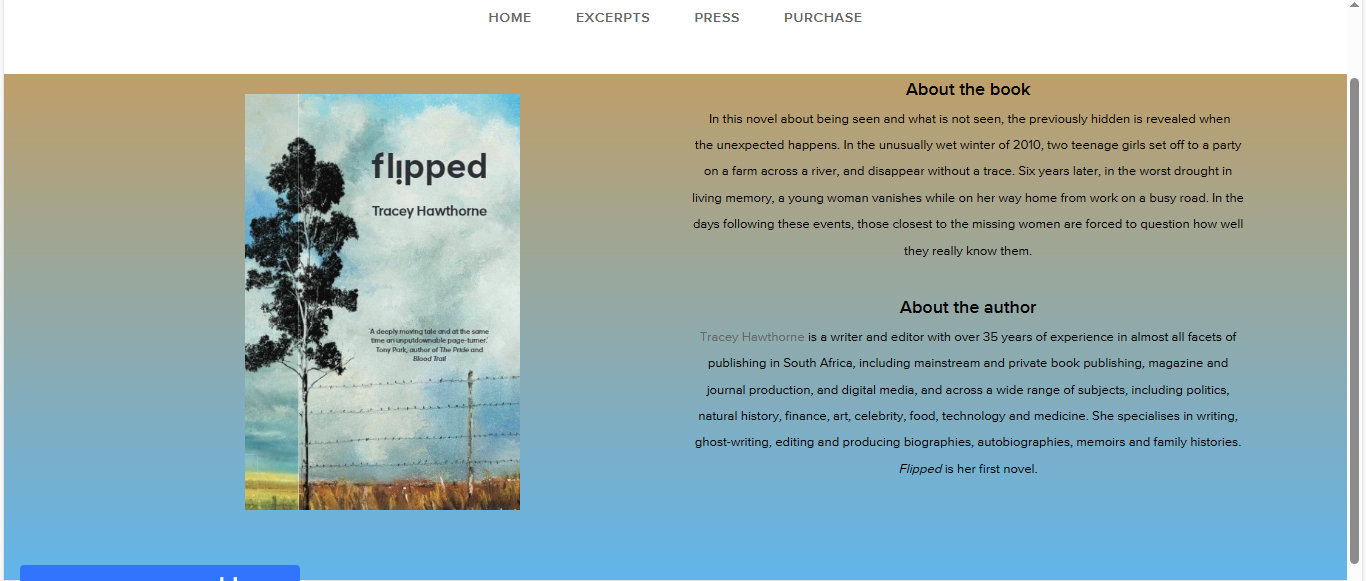 HOME EXCERPTS PRESS PURCHASE
flipped
Tracey Hawthorne
'A deeply moving tale and at the same
time an unputdownable page-turner.'
Tony Park, author of The Pride and
Blood Trail
About the book
In this novel about being seen and what is not seen, the previously hidden is revealed when
the unexpected happens. In the unusually wet winter of 2010, two teenage girls set off to a party
on a farm across a river, and disappear without a trace. Six years later, in the worst drought in
living memory, a young woman vanishes while on her way home from work on a busy road. In the
days following these events, those closest to the missing women are forced to question how well
they really know them.
About the author
Tracey Hawthorne is a writer and editor with over 35 years of experience in almost all facets of
publishing in South Africa, including mainstream and private book publishing, magazine and
journal production, and digital media, and across a wide range of subjects, including politics,
natural history, finance, art, celebrity, food, technology and medicine. She specialises in writing,
ghost-writing, editing and producing biographies, autobiographies, memoirs and family histories.
Flipped is her first novel.